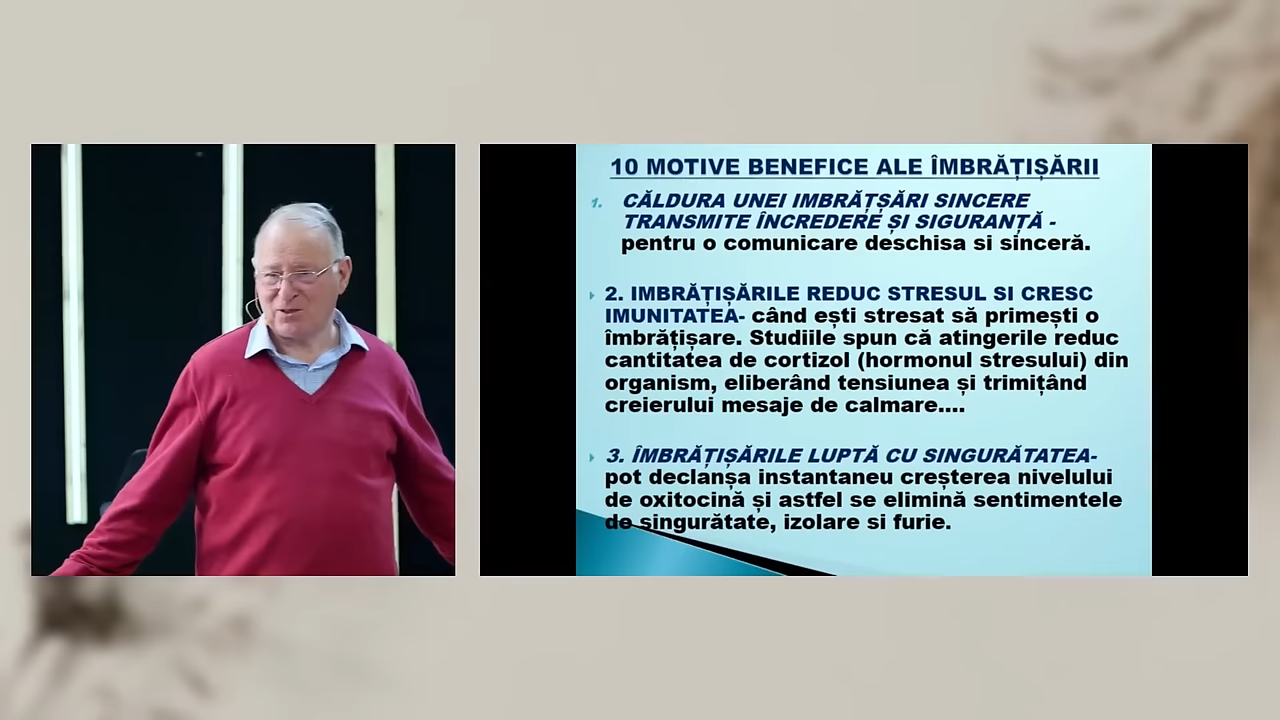 10 MOTIVE BENEFICE ALE ÎMBRĂȚIȘĂRII
1. CĂLDURA UNEI IMBRĂȚȘĂRI SINCERE
TRANSMITE ÎNCREDERE ȘI SIGURANȚĂ -
pentru o comunicare deschisa si sinceră.
2. IMBRĂȚIȘĂRILE REDUC STRESUL SI CRESC
IMUNITATEA- când ești stresat să primești o
îmbrățișare. Studiile spun că atingerile reduc
cantitatea de cortizol (hormonul stresului) din
organism, eliberând tensiunea și trimițând
creierului mesaje de calmare....
3. ÎMBRĂȚIȘĂRILE LUPTĂ CU SINGURĂTATEA-
pot declanșa instantaneu creșterea nivelului
de oxitocină și astfel se elimină sentimentele
de singurătate, izolare si furie.